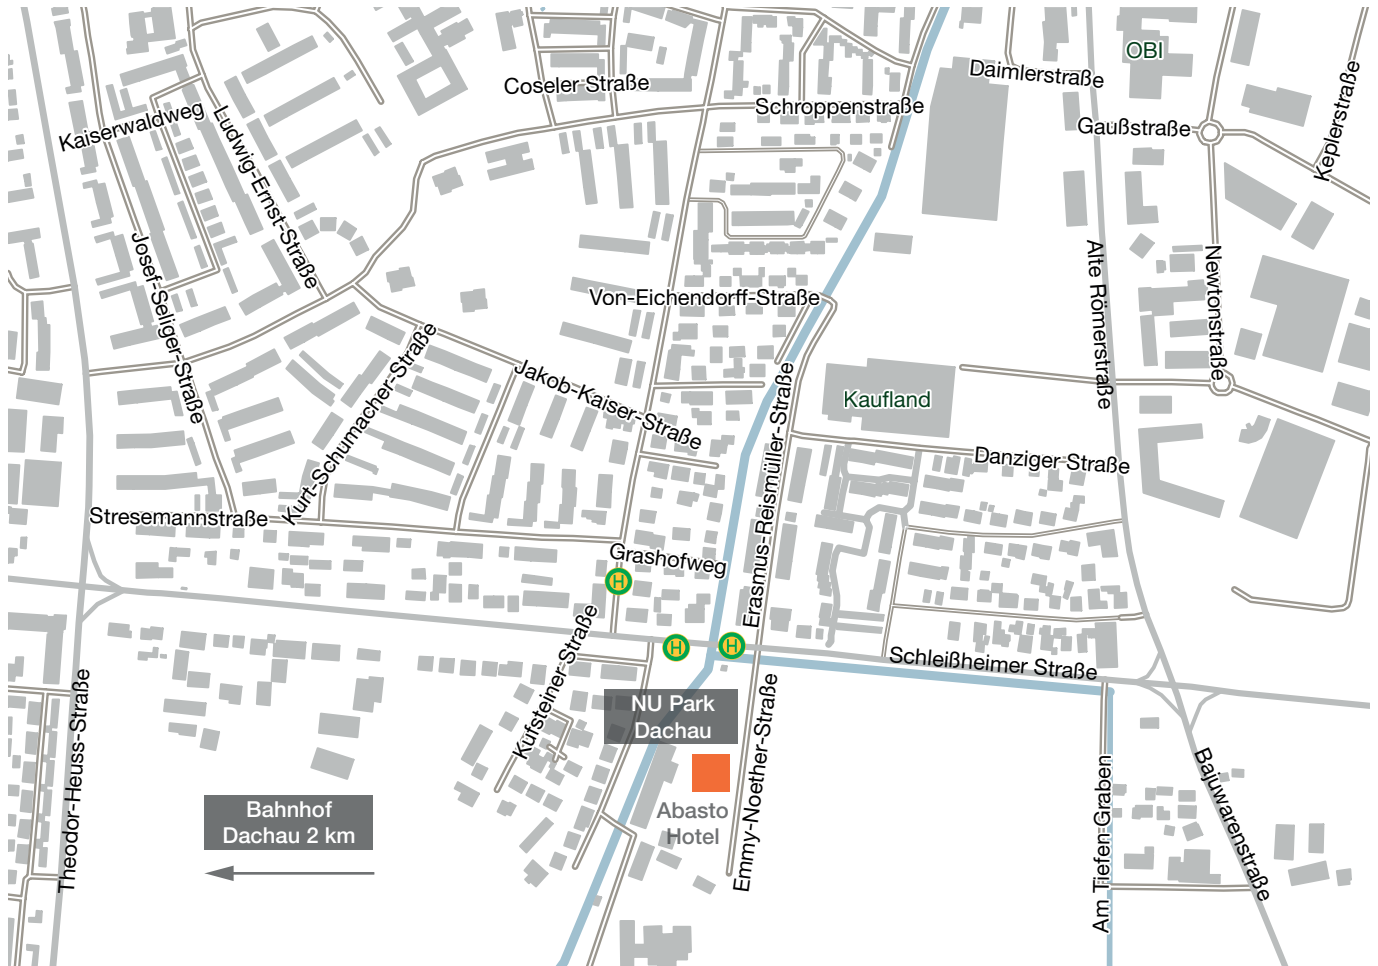 OBI
Daimlerstraße
Coseler Straße
Schroppenstraße
Keplerstraße
Kaiserwaldweg
Ludwig-Ernst-Straße
Gaußstraße
Josef-Seliger-Straße
Alte Römerstraße
Newtonstraße
Von-Eichendorff-Straße
Kurt-Schumacher-Straße
Jakob-Kaiser-Straße
Erasmus-Reismüller-Straße
Kaufland
Danziger Straße
Stresemannstraße
Grashofweg
H
H
H
Kufsteiner-Straße
Schleißheimer Straße
Theodor-Heuss-Straße
NU Park
Dachau
Emmy-Noether-Straße
Abasto
Hotel
Bahnhof
Dachau 2 km
Am Tiefen Graben
Bajuwarenstraße